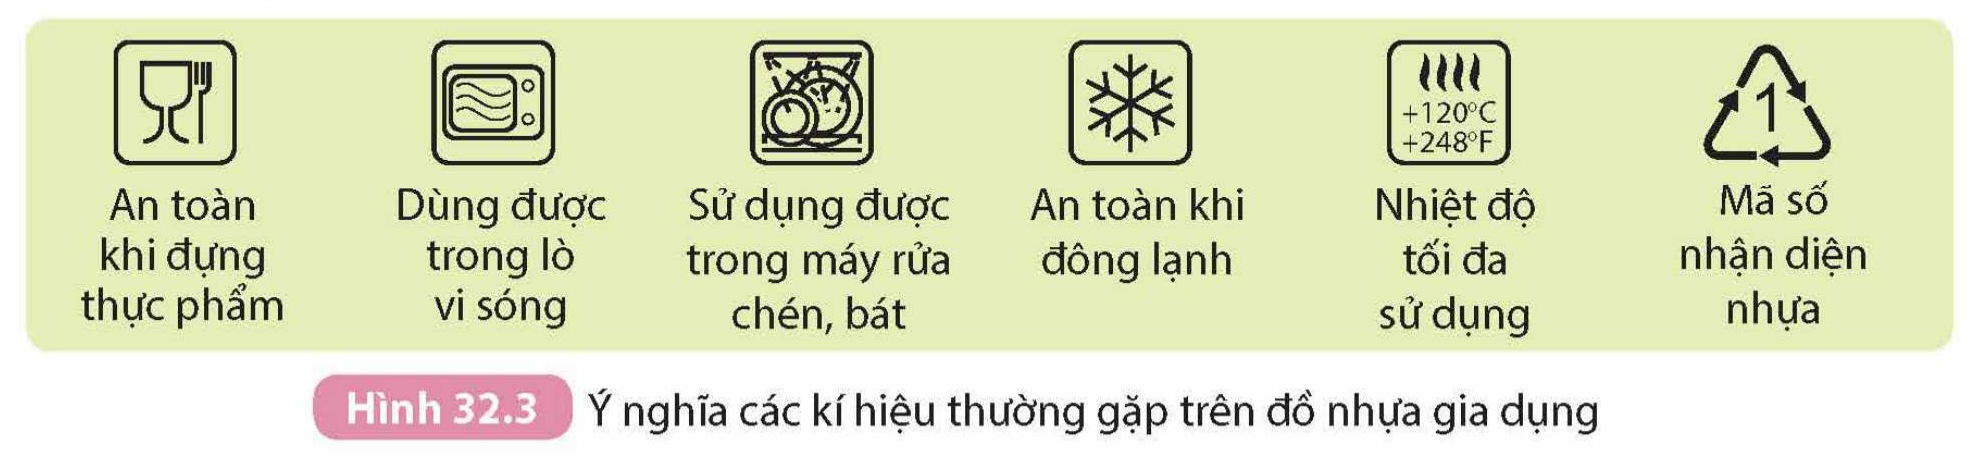 +120°C
+248°F
1
An toàn
khi đựng
thực phẩm
Dùng được
trong lò
vi sóng
Sử dụng được
trong máy rửa
chén, bát
An toàn khi
đông lạnh
Nhiệt độ
tối đa
sử dụng
Mã số
nhận diện
nhựa
Hình 32.3 Ý nghĩa các kí hiệu thường gặp trên đồ nhựa gia dụng